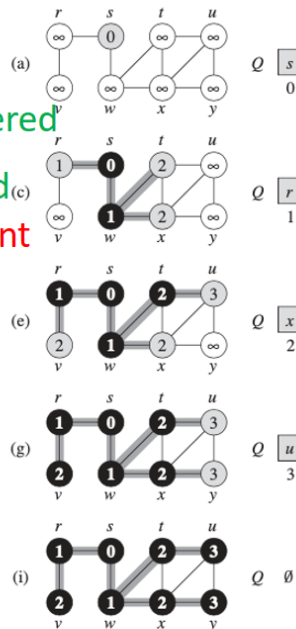 r s t u
∞ 0 ∞ ∞
(a) Q s
0
∞ ∞ ∞ ∞
v w x y
ered
r s t u
1 0 2 ∞
(c) Q r
1
∞ 1 2 ∞
v w x y
r s t u
1 0 2 3
(e) Q x
2
2 1 2 ∞
v w x y
r s t u
1 0 2 3
(g) Q u
3
2 1 2 3
v w x y
r s t u
1 0 2 3
(i) Q ∅
2 1 2 3
v w x y